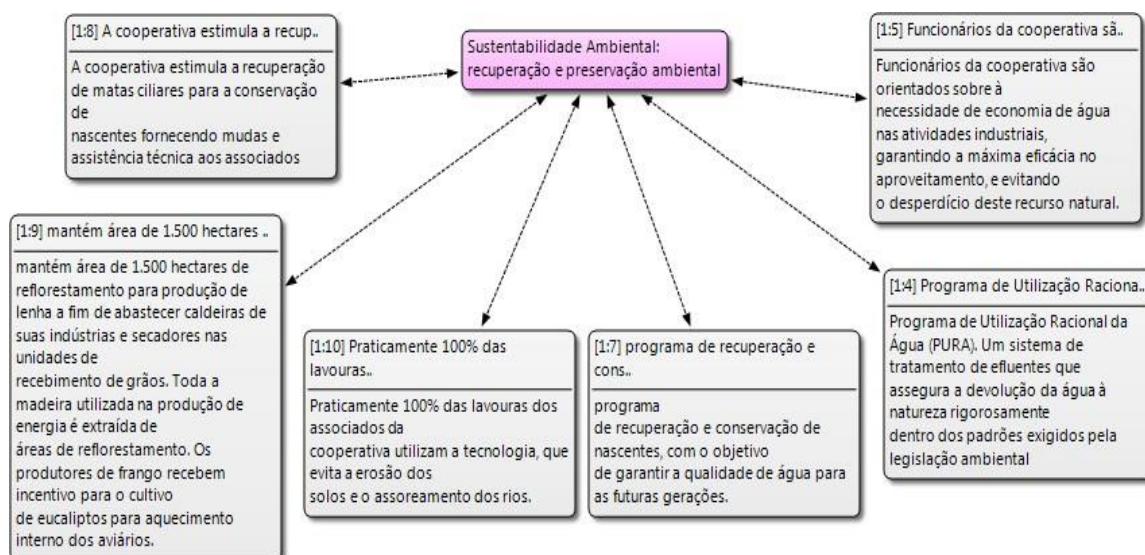 [1:8] A cooperativa estimula a recup..
A cooperativa estimula a recuperação
de matas ciliares para a conservação
de
nascentes fornecendo mudas e
assistência técnica aos associados
Sustentabilidade Ambiental:
recuperação e preservação ambiental
[1:5] Funcionários da cooperativa sã..
Funcionários da cooperativa são
orientados sobre à
necessidade de economia de água
nas atividades industriais,
garantindo a máxima eficácia no
aproveitamento, e evitando
o desperdício deste recurso natural.
[1:9] mantém área de 1.500 hectares ..
mantém área de 1.500 hectares de
reflorestamento para produção de
lenha a fim de abastecer caldeiras de
suas indústrias e secadores nas
unidades de
recebimento de grãos. Toda a
madeira utilizada na produção de
energia é extraída de
áreas de reflorestamento. Os
produtores de frango recebem
incentivo para o cultivo
de eucaliptos para aquecimento
interno dos aviários.
[1:10] Praticamente 100% das
lavouras..
Praticamente 100% das lavouras dos
associados da
cooperativa utilizam a tecnologia, que
evita a erosão dos
solos e o assoreamento dos rios.
[1:7] programa de recuperação e
cons..
programa
de recuperação e conservação de
nascentes, com o objetivo
de garantir a qualidade de água para
as futuras gerações.
[1:4] Programa de Utilização Raciona..
Programa de Utilização Racional da
Água (PURA). Um sistema de
tratamento de efluentes que
assegura a devolução da água à
natureza rigorosamente
dentro dos padrões exigidos pela
legislação ambiental